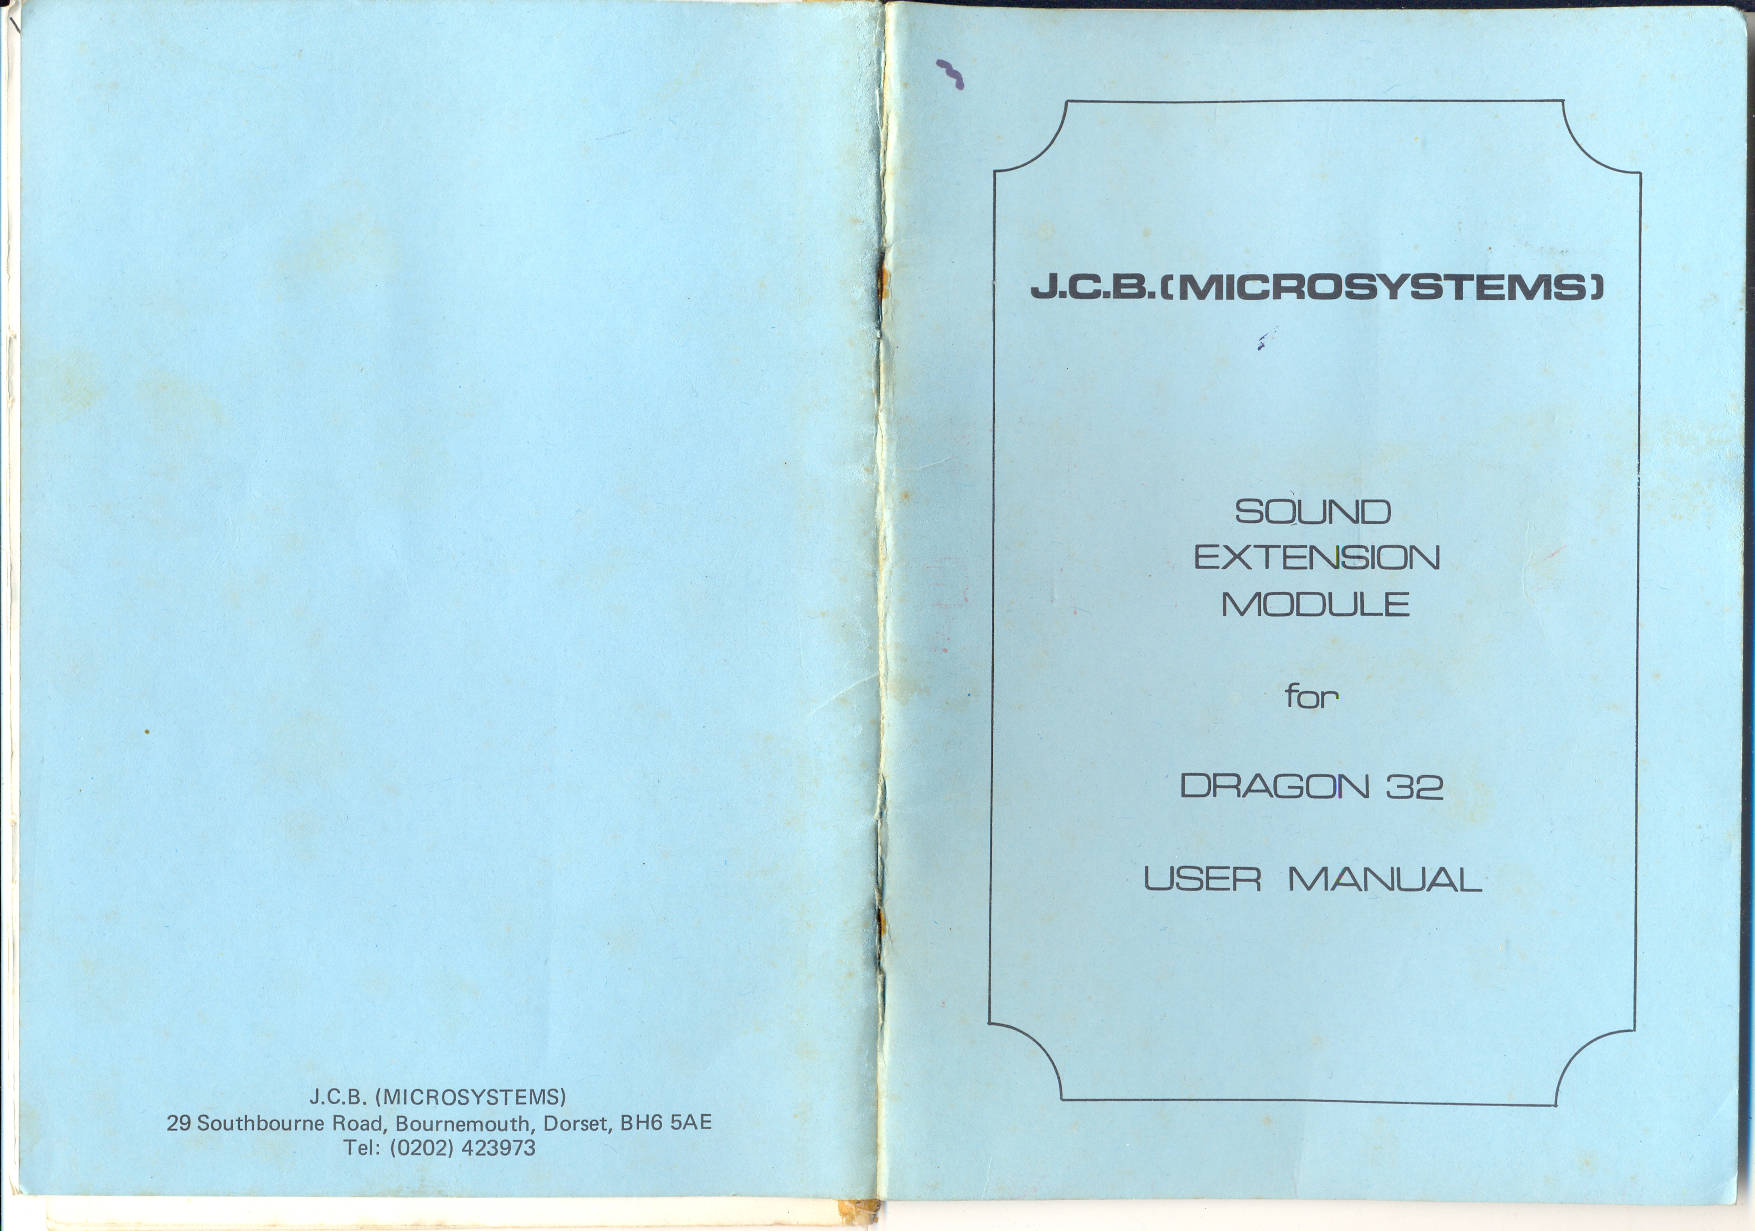 J.C.B. (MICROSYSTEMS)
29 Southbourne Road, Bournemouth, Dorset, BH6 5AE
Tel: (0202) 423973
J.C.B.(MICROSYSTEMS)
SOUND
EXTENSION
MODULE
for
DRAGON 32
USER MANUAL